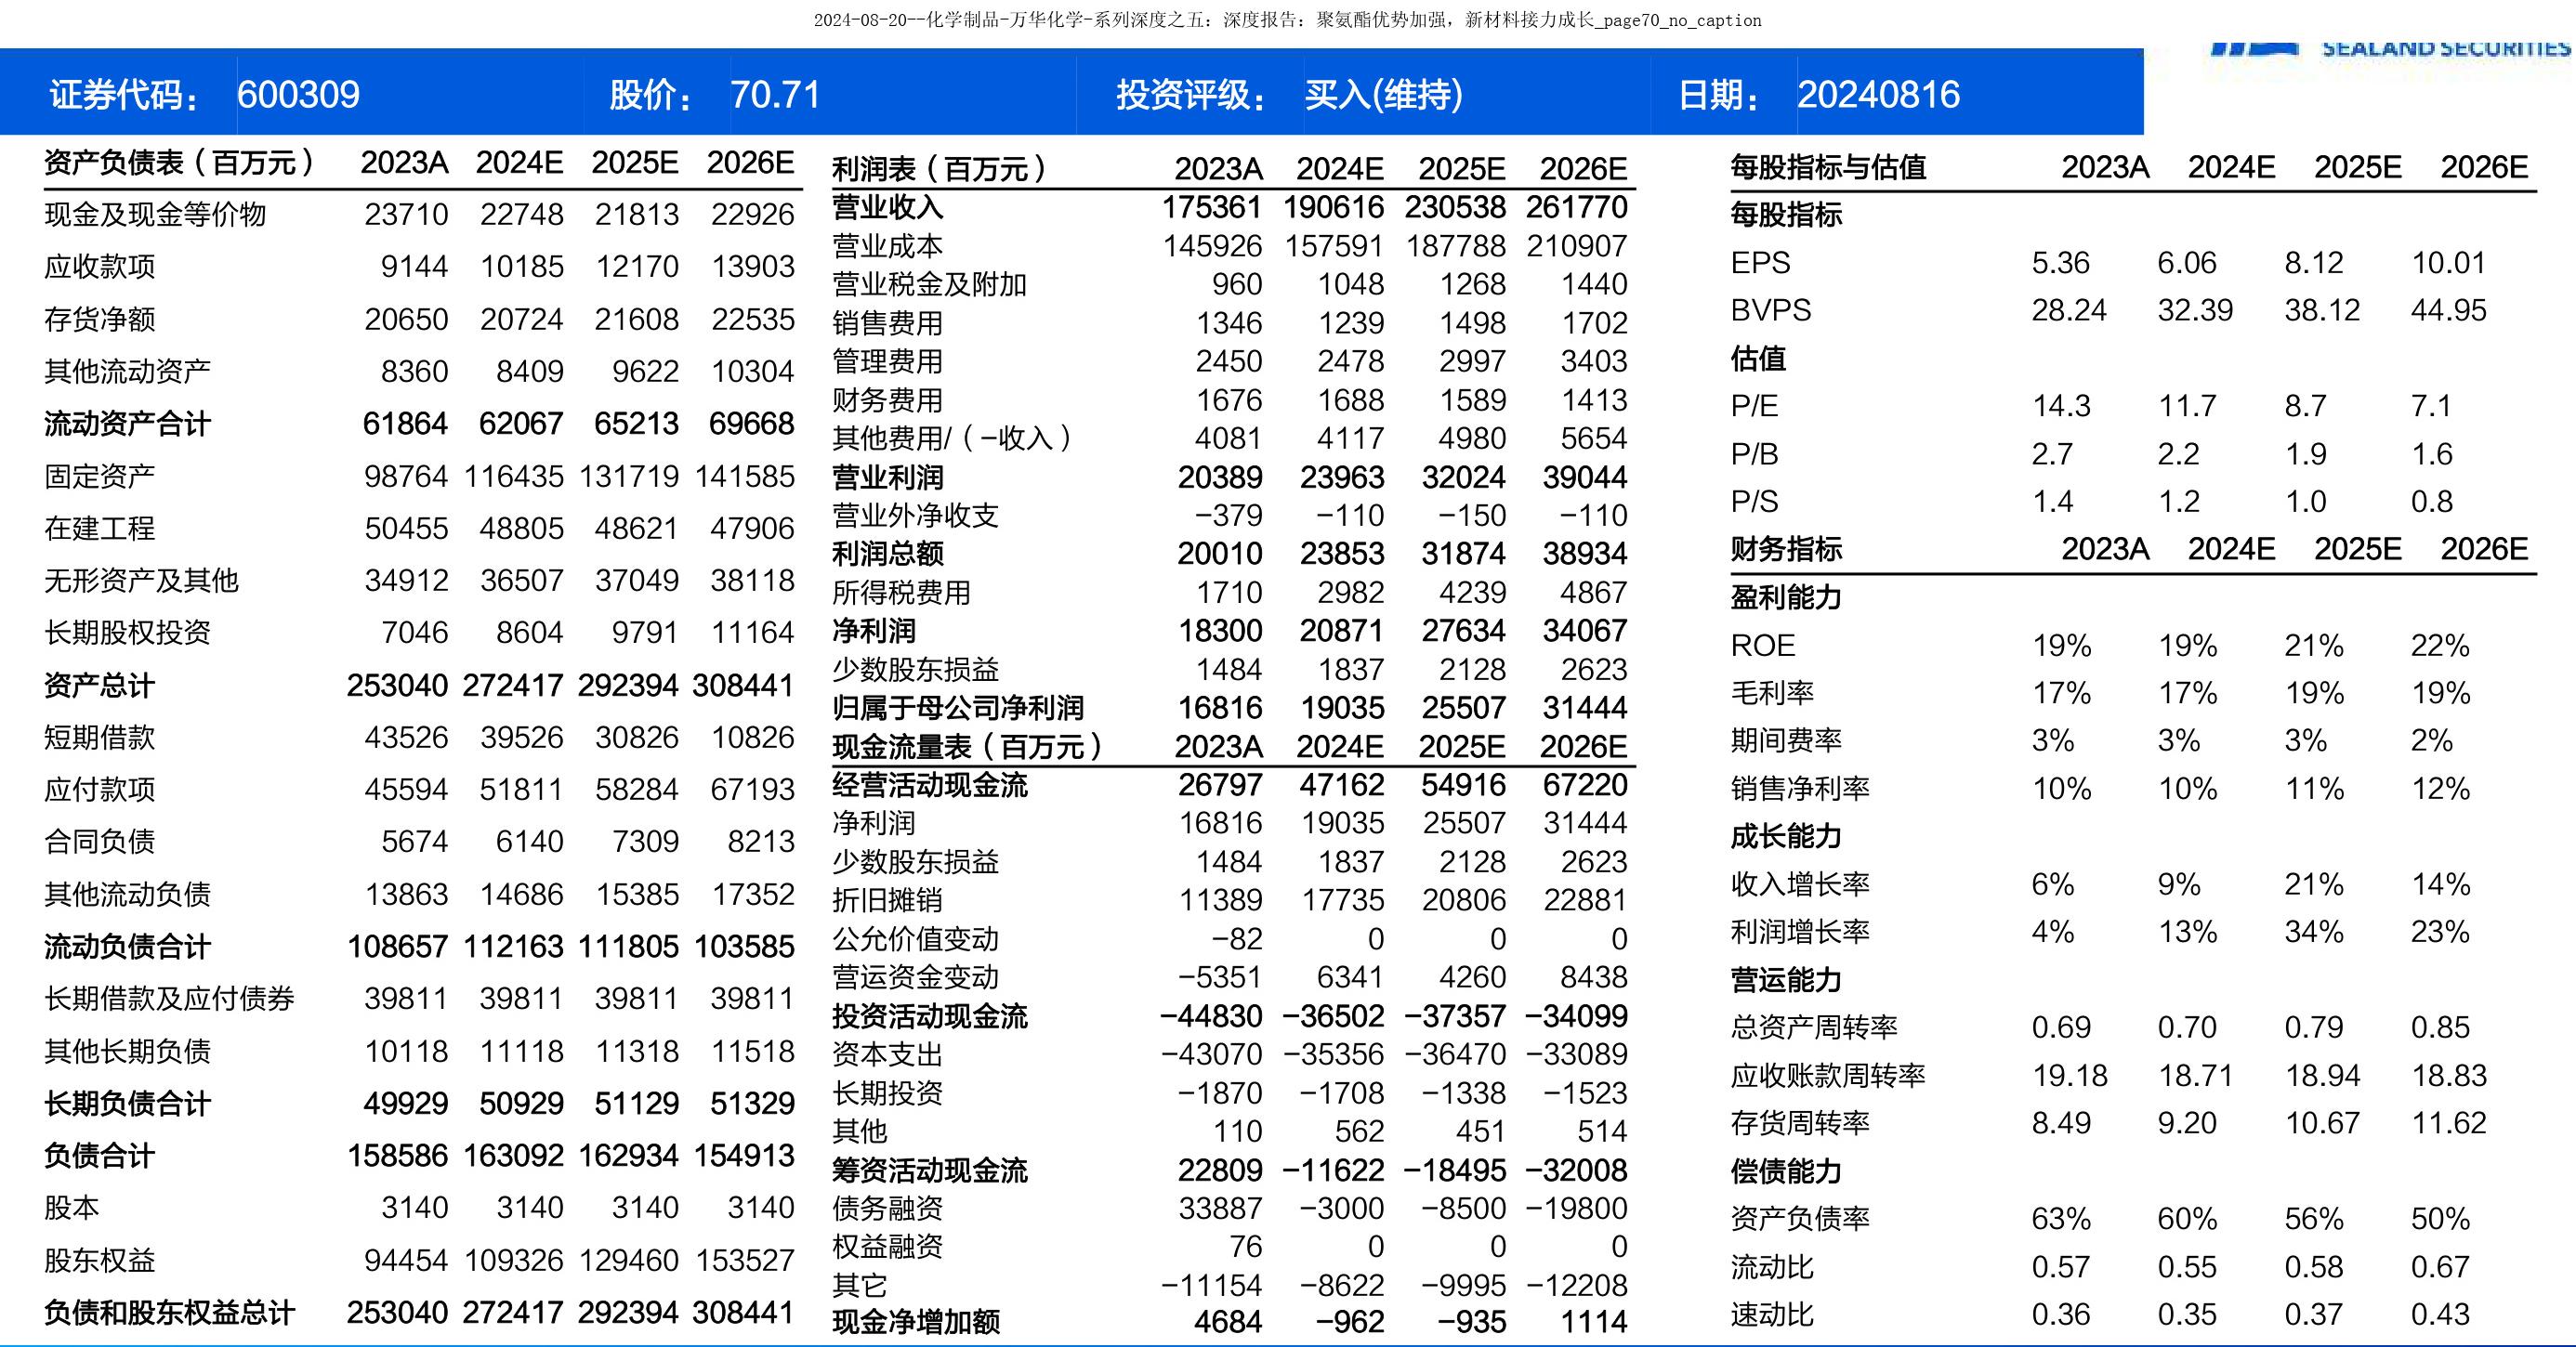 2024-08-20--化学制品-万华化学-系列深度之五：深度报告：聚氨酯优势加强，新材料接力成长_page70_no_caption
SEALAND SECURITIES
证券代码： 600309 股价： 70.71 投资评级： 买入(维持) 日期： 20240816
资产负债表（百万元） 2023A 2024E 2025E 2026E
现金及现金等价物 23710 22748 21813 22926
应收款项 9144 10185 12170 13903
存货净额 20650 20724 21608 22535
其他流动资产 8360 8409 9622 10304
流动资产合计 61864 62067 65213 69668
固定资产 98764 116435 131719 141585
在建工程 50455 48805 48621 47906
无形资产及其他 34912 36507 37049 38118
长期股权投资 7046 8604 9791 11164
资产总计 253040 272417 292394 308441
短期借款 43526 39526 30826 10826
应付款项 45594 51811 58284 67193
合同负债 5674 6140 7309 8213
其他流动负债 13863 14686 15385 17352
流动负债合计 108657 112163 111805 103585
长期借款及应付债券 39811 39811 39811 39811
其他长期负债 10118 11118 11318 11518
长期负债合计 49929 50929 51129 51329
负债合计 158586 163092 162934 154913
股本 3140 3140 3140 3140
股东权益 94454 109326 129460 153527
负债和股东权益总计 253040 272417 292394 308441
利润表（百万元） 2023A 2024E 2025E 2026E
营业收入 175361 190616 230538 261770
营业成本 145926 157591 187788 210907
营业税金及附加 960 1048 1268 1440
销售费用 1346 1239 1498 1702
管理费用 2450 2478 2997 3403
财务费用 1676 1688 1589 1413
其他费用/（-收入） 4081 4117 4980 5654
营业利润 20389 23963 32024 39044
营业外净收支 -379 -110 -150 -110
利润总额 20010 23853 31874 38934
所得税费用 1710 2982 4239 4867
净利润 18300 20871 27634 34067
少数股东损益 1484 1837 2128 2623
归属于母公司净利润 16816 19035 25507 31444
现金流量表（百万元） 2023A 2024E 2025E 2026E
经营活动现金流 26797 47162 54916 67220
净利润 16816 19035 25507 31444
少数股东损益 1484 1837 2128 2623
折旧摊销 11389 17735 20806 22881
公允价值变动 -82 0 0 0
营运资金变动 -5351 6341 4260 8438
投资活动现金流 -44830 -36502 -37357 -34099
资本支出 -43070 -35356 -36470 -33089
长期投资 -1870 -1708 -1338 -1523
其他 110 562 451 514
筹资活动现金流 22809 -11622 -18495 -32008
债务融资 33887 -3000 -8500 -19800
权益融资 76 0 0 0
其它 -11154 -8622 -9995 -12208
现金净增加额 4684 -962 -935 1114
每股指标与估值 2023A 2024E 2025E 2026E
每股指标
EPS 5.36 6.06 8.12 10.01
BVPS 28.24 32.39 38.12 44.95
估值
P/E 14.3 11.7 8.7 7.1
P/B 2.7 2.2 1.9 1.6
P/S 1.4 1.2 1.0 0.8
财务指标 2023A 2024E 2025E 2026E
盈利能力
ROE 19% 19% 21% 22%
毛利率 17% 17% 19% 19%
期间费率 3% 3% 3% 2%
销售净利率 10% 10% 11% 12%
成长能力
收入增长率 6% 9% 21% 14%
利润增长率 4% 13% 34% 23%
营运能力
总资产周转率 0.69 0.70 0.79 0.85
应收账款周转率 19.18 18.71 18.94 18.83
存货周转率 8.49 9.20 10.67 11.62
偿债能力
资产负债率 63% 60% 56% 50%
流动比 0.57 0.55 0.58 0.67
速动比 0.36 0.35 0.37 0.43